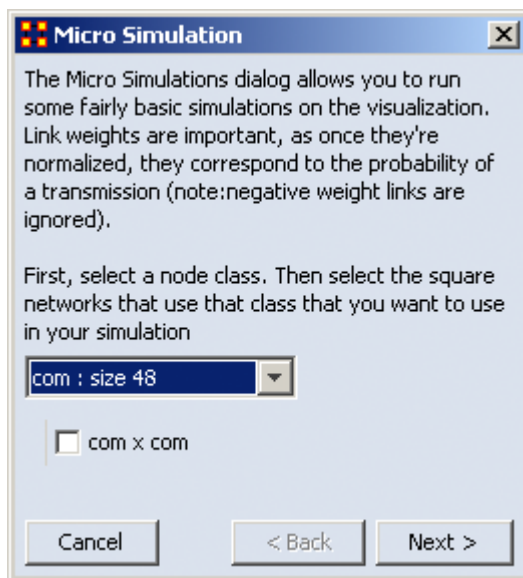 Micro Simulation
The Micro Simulations dialog allows you to run
some fairly basic simulations on the visualization.
Link weights are important, as once they're
normalized, they correspond to the probability of
a transmission (note:negative weight links are
ignored).
First, select a node class. Then select the square
networks that use that class that you want to use
in your simulation
com : size 48
com x com
Cancel < Back Next >